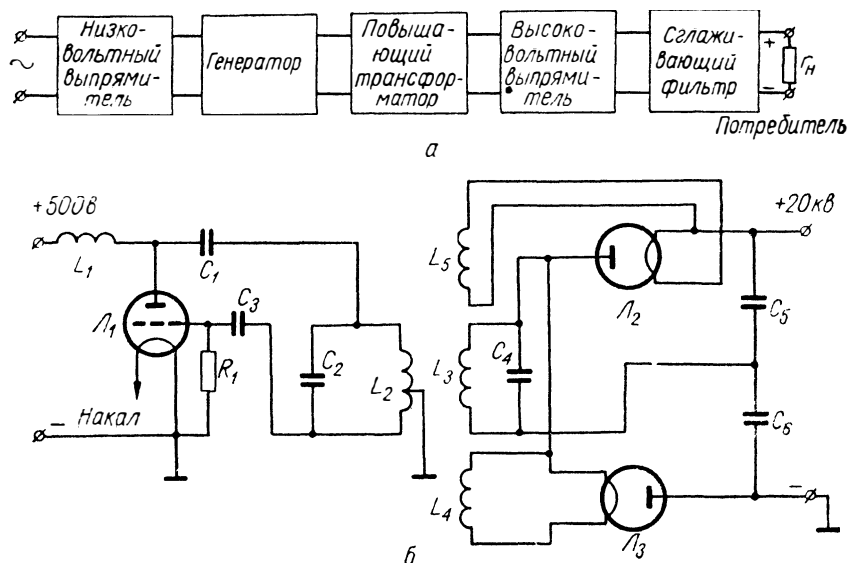 Низко-
вольтный
выпрями-
тель
Генератор
Повыша-
ющий
трансфор-
матор
Высоко-
вольтный
выпрями-
тель
Сглажи-
вающий
фильтр
+
rн
−
~
Потребитель
а
+500в
L1
C1
Л1
C3
R1
C2
L2
− Накал
L5
Л2
+20кв
C5
L3
C4
C6
L4
Л3
−
б